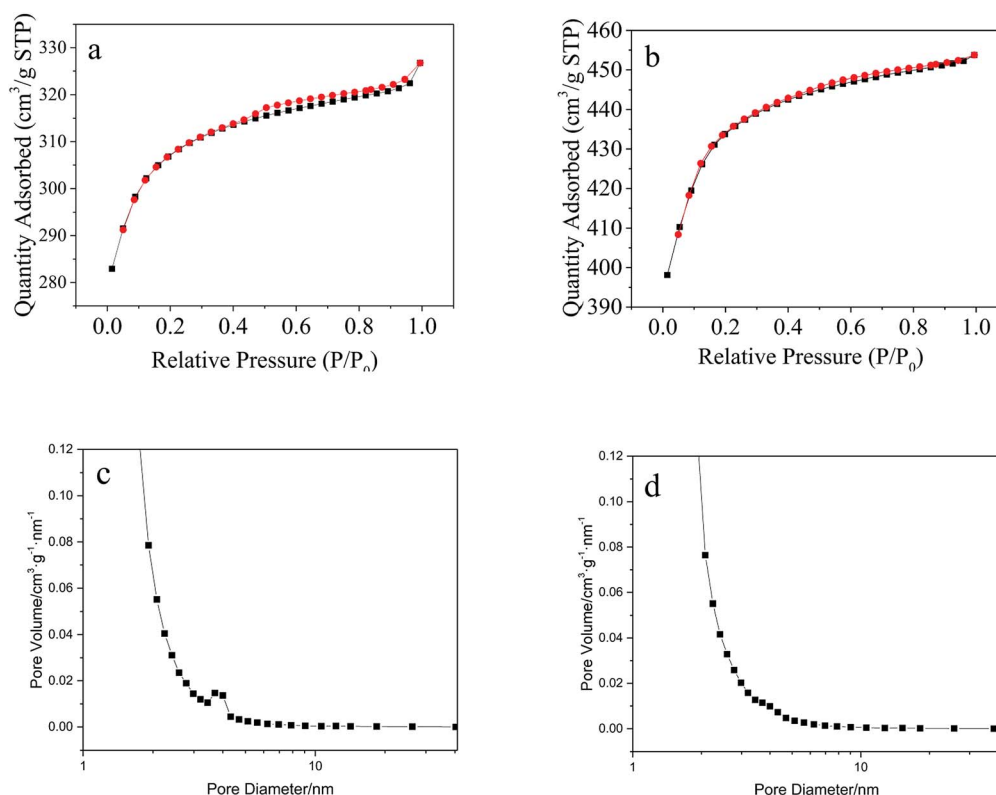 a
Quantity Adsorbed (cm³/g STP)
330
320
310
300
290
280
0.0 0.2 0.4 0.6 0.8 1.0
Relative Pressure (P/P₀)
b
Quantity Adsorbed (cm³/g STP)
460
450
440
430
420
410
400
390
0.0 0.2 0.4 0.6 0.8 1.0
Relative Pressure (P/P₀)
c
Pore Volume/cm³·g⁻¹·nm⁻¹
0.12
0.10
0.08
0.06
0.04
0.02
0.00
1 10
Pore Diameter/nm
d
Pore Volume/cm³·g⁻¹·nm⁻¹
0.12
0.10
0.08
0.06
0.04
0.02
0.00
1 10
Pore Diameter/nm